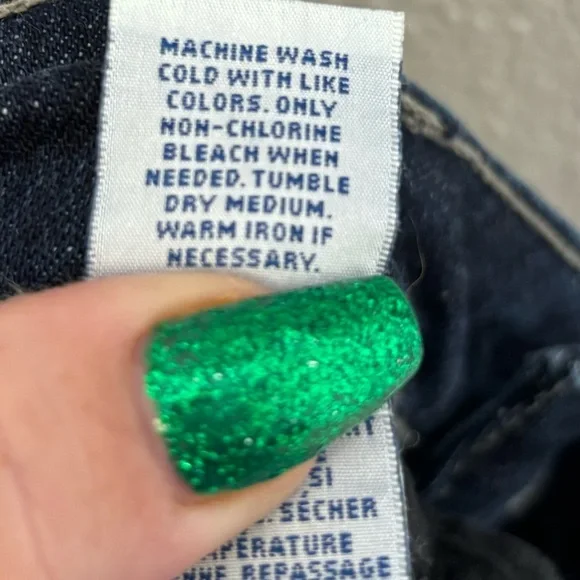 MACHINE WASH
COLD WITH LIKE
COLORS. ONLY
NON-CHLORINE
BLEACH WHEN
NEEDED. TUMBLE
DRY MEDIUM.
WARM IRON IF
NECESSARY.
SI
SÉCHER
REPASSAGE